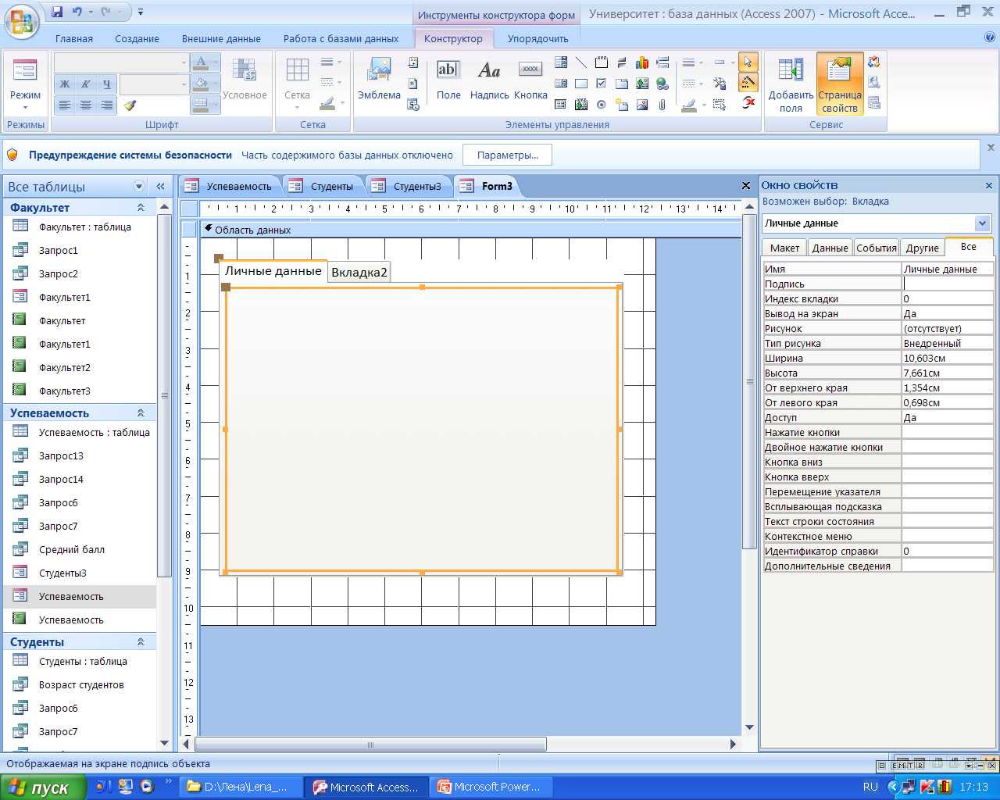 Инструменты конструктора форм
Университет : база данных (Access 2007) - Microsoft Acce...
Главная
Создание
Внешние данные
Работа с базами данных
Конструктор
Упорядочить
Режим
Ж К Ч
Условное
Сетка
Эмблема
ab|
Поле
Aa
Надпись
xxxx
Кнопка
Добавить поля
Страница свойств
Режимы
Шрифт
Сетка
Элементы управления
Сервис
Предупреждение системы безопасности
Часть содержимого базы данных отключено
Параметры...
Все таблицы
Факультет
Факультет : таблица
Запрос1
Запрос2
Факультет1
Факультет
Факультет1
Факультет2
Факультет3
Успеваемость
Успеваемость : таблица
Запрос13
Запрос14
Запрос6
Запрос7
Средний балл
Студенты3
Успеваемость
Успеваемость
Студенты
Студенты : таблица
Возраст студентов
Запрос6
Запрос7
Успеваемость
Студенты
Студенты3
Form3
1 2 3 4 5 6 7 8 9 10 11 12 13 14
Область данных
1
2
3
4
5
6
7
8
9
10
11
12
13
Личные данные
Вкладка2
Окно свойств
Возможен выбор: Вкладка
Личные данные
Макет
Данные
События
Другие
Все
Имя Личные данные
Подпись
Индекс вкладки 0
Вывод на экран Да
Рисунок (отсутствует)
Тип рисунка Внедренный
Ширина 10,603см
Высота 7,661см
От верхнего края 1,354см
От левого края 0,698см
Доступ Да
Нажатие кнопки
Двойное нажатие кнопки
Кнопка вниз
Кнопка вверх
Перемещение указателя
Всплывающая подсказка
Текст строки состояния
Контекстное меню
Идентификатор справки 0
Дополнительные сведения
Отображаемая на экране подпись объекта
E M T R
пуск
D:\Лена\Lena_...
Microsoft Access...
Microsoft Power...
RU
17:13